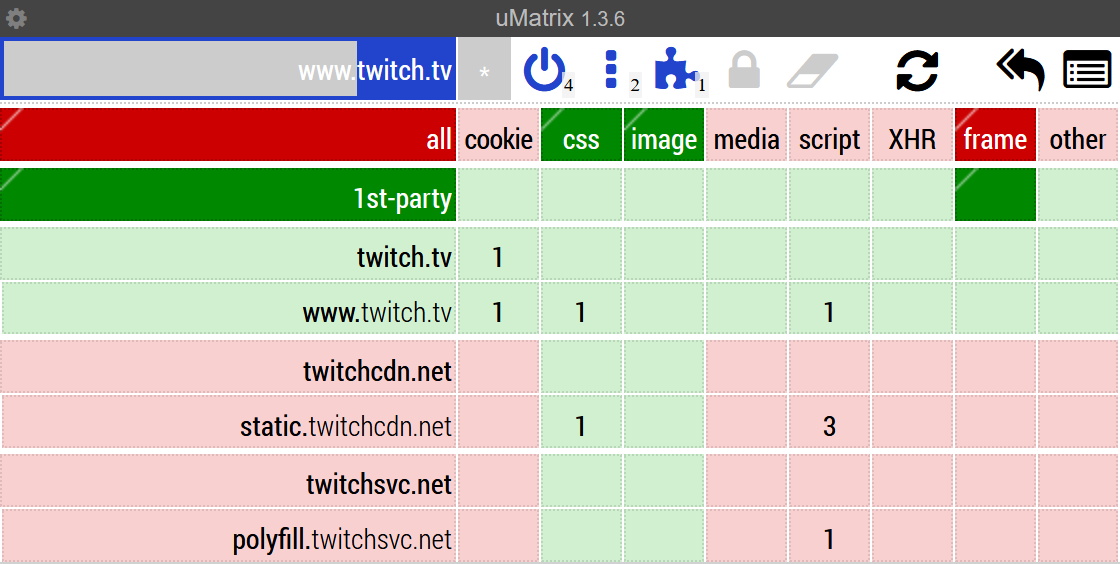 uMatrix 1.3.6
www.twitch.tv * 4 2 1
all cookie css image media script XHR frame other
1st-party
twitch.tv 1
www.twitch.tv 1 1 1
twitchcdn.net
static.twitchcdn.net 1 3
twitchsvc.net
polyfill.twitchsvc.net 1